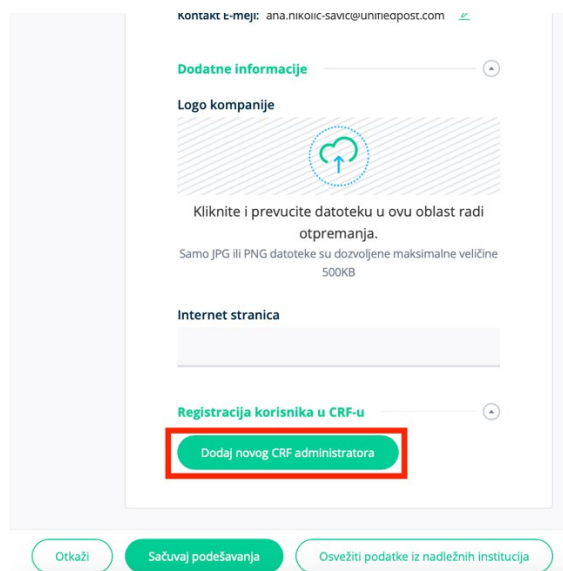 Kontakt E-mejl: ana.nikolic-savic@unifiedpost.com
Dodatne informacije
Logo kompanije
Kliknite i prevucite datoteku u ovu oblast radi
otpremanja.
Samo JPG ili PNG datoteke su dozvoljene maksimalne veličine
500KB
Internet stranica
Registracija korisnika u CRF-u
Dodaj novog CRF administratora
Otkaži
Sačuvaj podešavanja
Osvežiti podatke iz nadležnih institucija